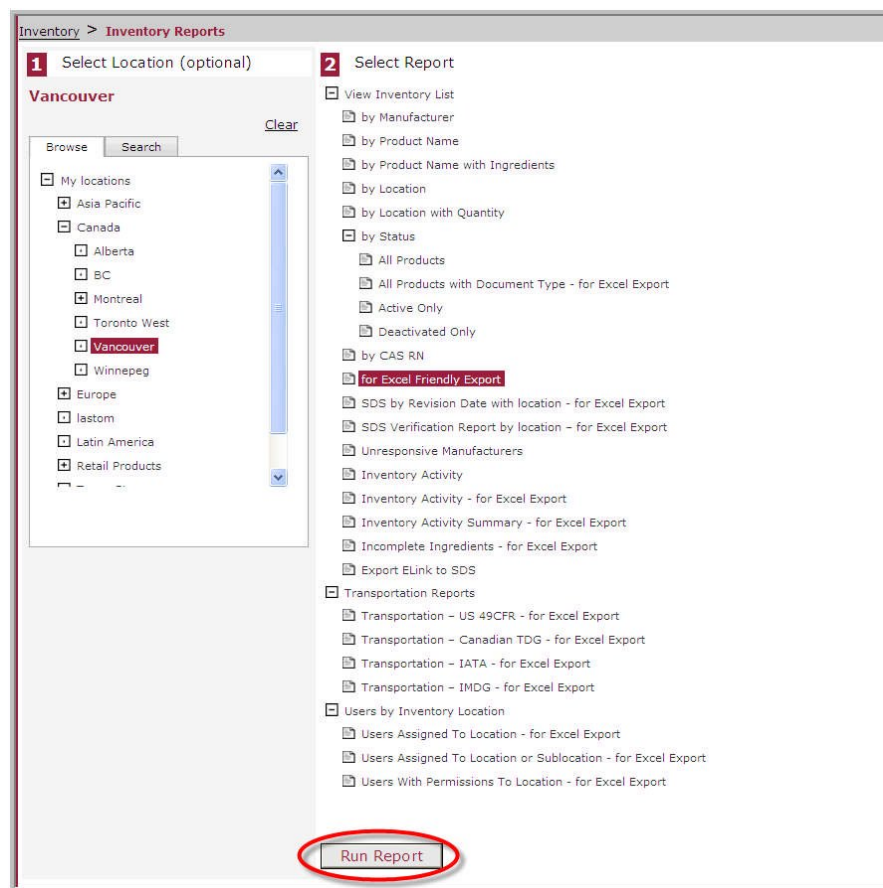 Inventory > Inventory Reports
1 Select Location (optional)
Vancouver
Clear
Browse Search
My locations
Asia Pacific
Canada
Alberta
BC
Montreal
Toronto West
Vancouver
Winnepeg
Europe
lastom
Latin America
Retail Products
2 Select Report
View Inventory List
by Manufacturer
by Product Name
by Product Name with Ingredients
by Location
by Location with Quantity
by Status
All Products
All Products with Document Type - for Excel Export
Active Only
Deactivated Only
by CAS RN
for Excel Friendly Export
SDS by Revision Date with location - for Excel Export
SDS Verification Report by location – for Excel Export
Unresponsive Manufacturers
Inventory Activity
Inventory Activity - for Excel Export
Inventory Activity Summary - for Excel Export
Incomplete Ingredients - for Excel Export
Export ELink to SDS
Transportation Reports
Transportation – US 49CFR - for Excel Export
Transportation – Canadian TDG - for Excel Export
Transportation – IATA - for Excel Export
Transportation – IMDG - for Excel Export
Users by Inventory Location
Users Assigned To Location - for Excel Export
Users Assigned To Location or Sublocation - for Excel Export
Users With Permissions To Location - for Excel Export
Run Report